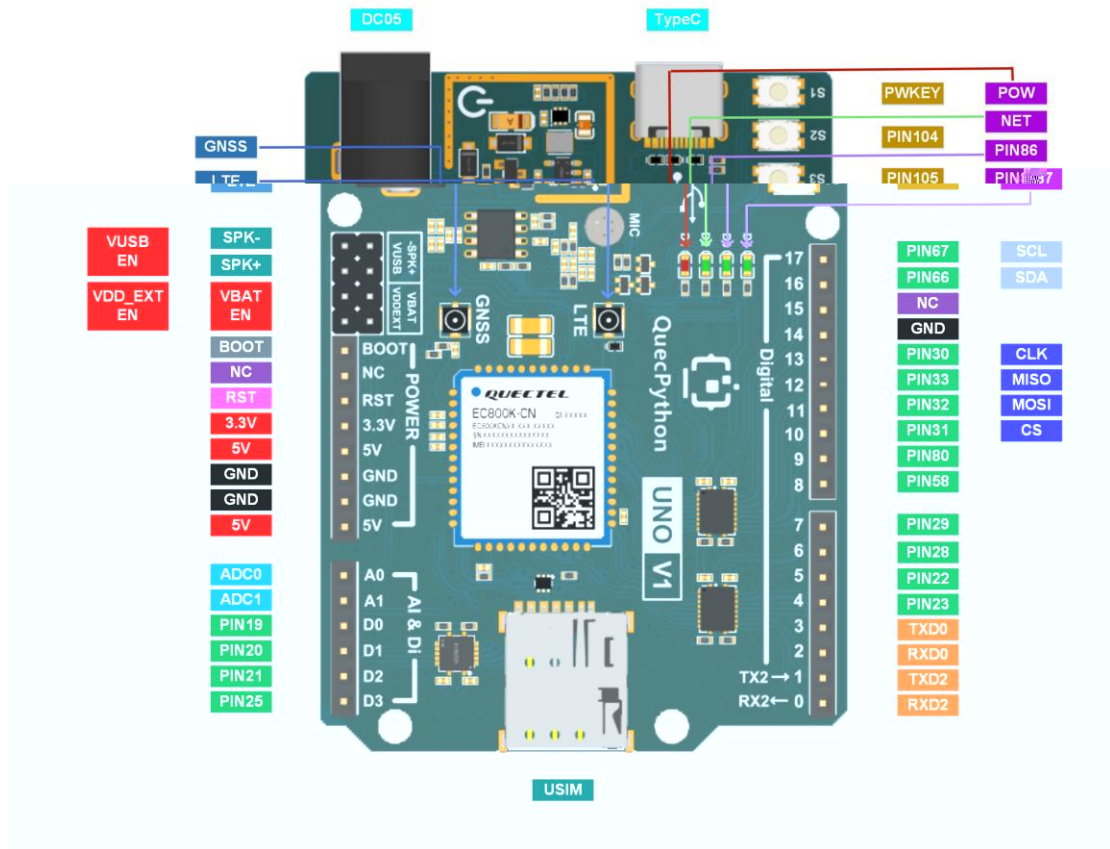 DC05
TypeC
S1
PWKEY
POW
NET
S2
PIN104
GNSS
PIN86
LTE
S3
PIN105
MIC
VUSB
EN
SPK-
SPK+
VDD_EXT
EN
VBAT
EN
BOOT
NC
RST
3.3V
5V
GND
GND
5V
ADC0
ADC1
PIN19
PIN20
PIN21
PIN25
-SPK+
VUSB
VBAT
VDDEXT
GNSS
LTE
BOOT
NC
RST
3.3V
5V
GND
GND
5V
POWER
A0
A1
D0
D1
D2
D3
AI & Di
QUECTEL
EC800K-CN
QuecPython
UNO V1
Digital
17
16
15
14
13
12
11
10
9
8
7
6
5
4
3
2
TX2→1
RX2←0
PIN67
SCL
PIN66
SDA
NC
GND
PIN30
CLK
PIN33
MISO
PIN32
MOSI
PIN31
CS
PIN80
PIN58
PIN29
PIN28
PIN22
PIN23
TXD0
RXD0
TXD2
RXD2
USIM